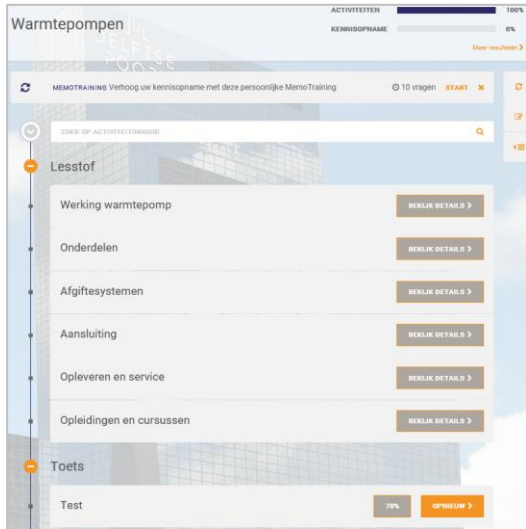 Warmtepompen
ACTIVITEITEN 100%
KENNISOPNAME 0%
Meer resultaten >
MEMOTRAINING Verhoog uw kennisopname met deze persoonlijke MemoTraining 10 vragen START ×
ZOEK OP ACTIVITEITINHOUD
Lesstof
Werking warmtepomp BEKIJK DETAILS >
Onderdelen BEKIJK DETAILS >
Afgiftesystemen BEKIJK DETAILS >
Aansluiting BEKIJK DETAILS >
Opleveren en service BEKIJK DETAILS >
Opleidingen en cursussen BEKIJK DETAILS >
Toets
Test 70% OPNIEUW >